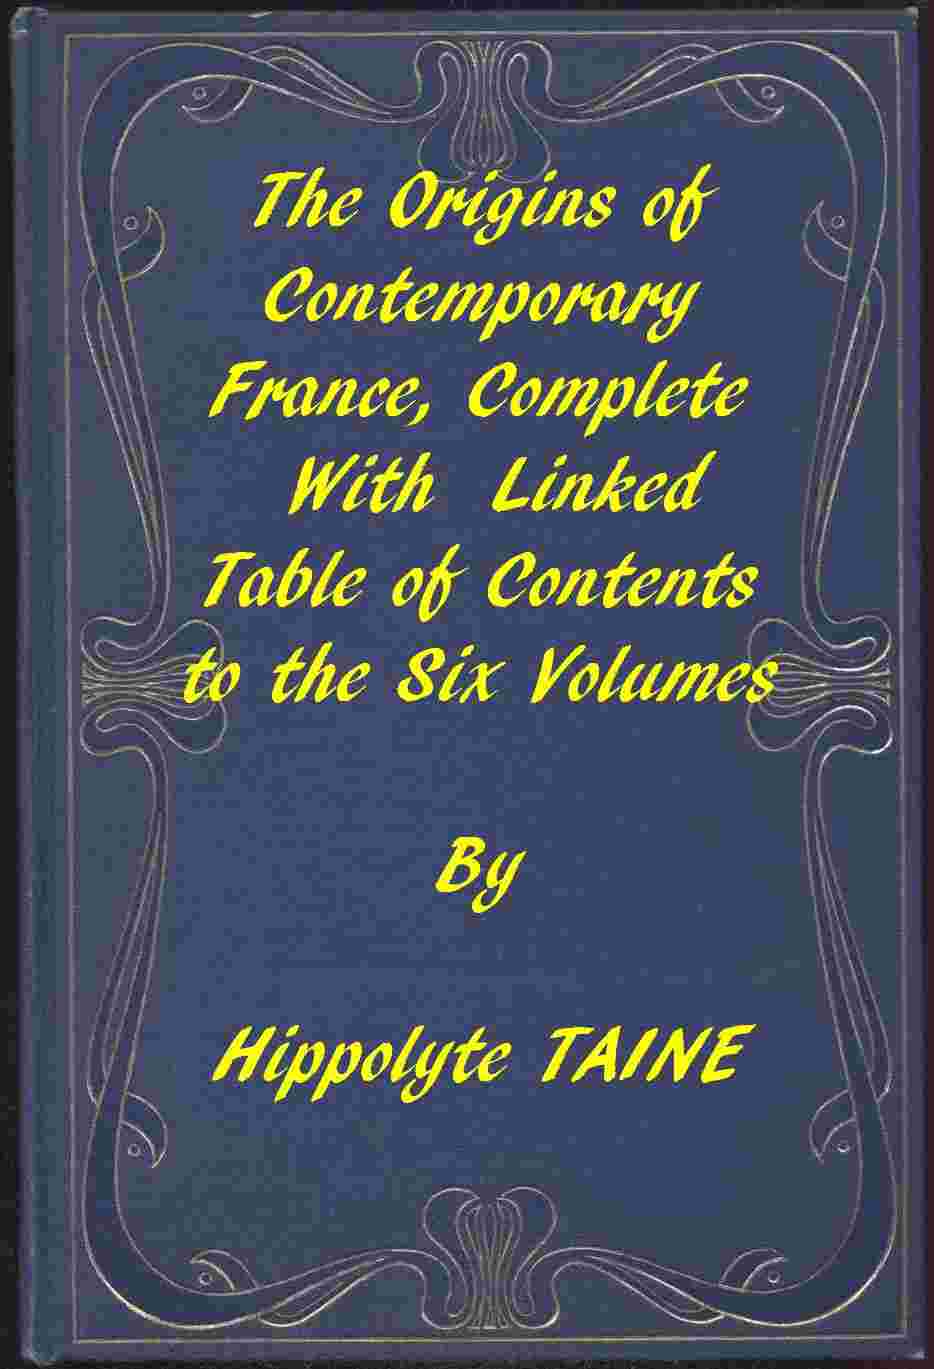 The Origins of
Contemporary
France, Complete
With Linked
Table of Contents
to the Six Volumes
By
Hippolyte TAINE